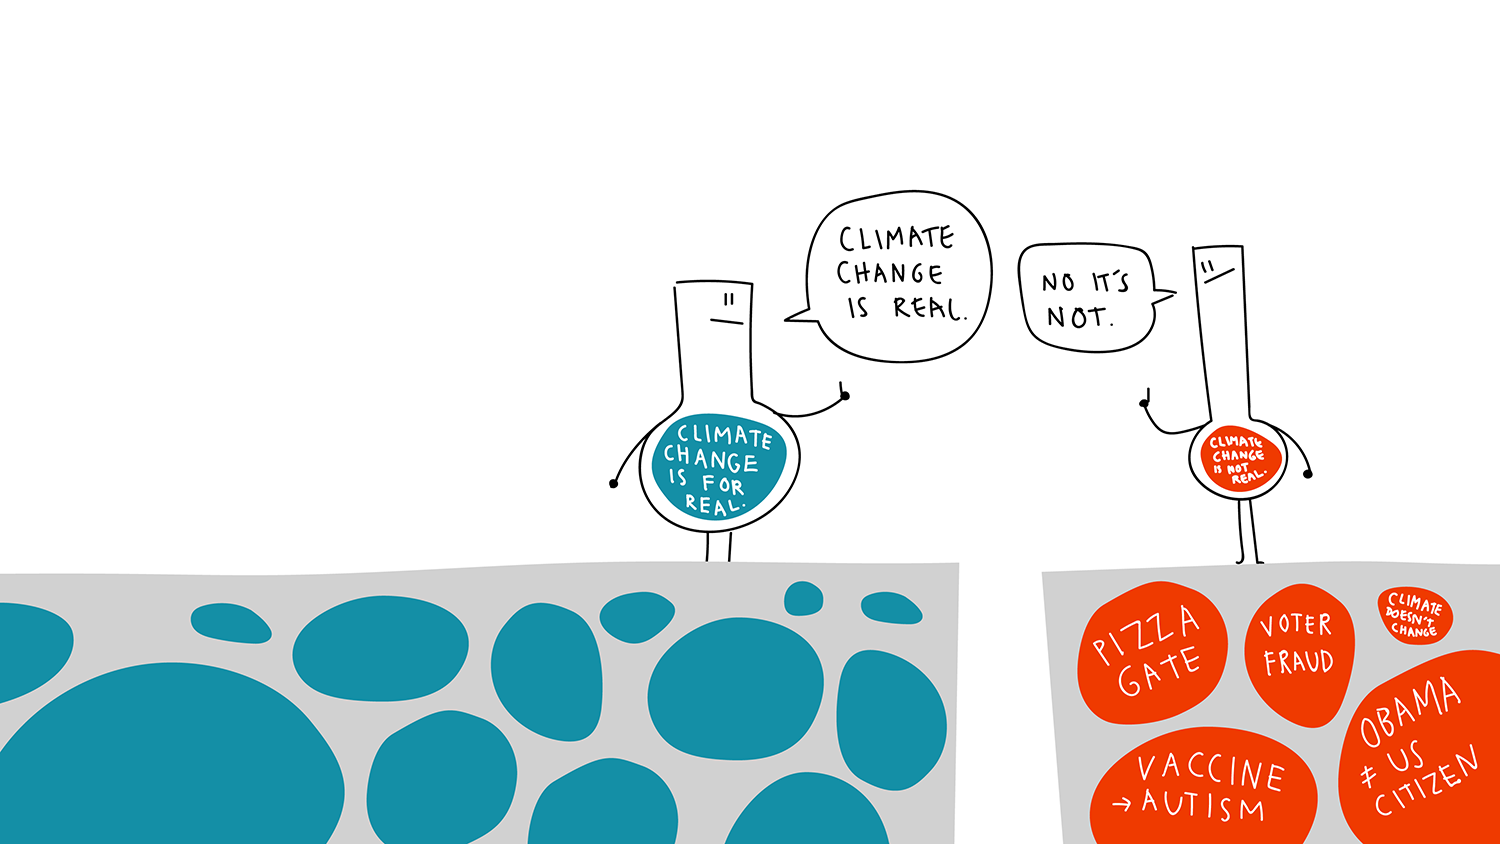 CLIMATE
CHANGE
IS REAL.
NO IT'S
NOT.
CLIMATE
CHANGE
IS FOR
REAL.
CLIMATE
CHANGE
IS NOT
REAL.
PIZZA
GATE
VOTER
FRAUD
CLIMATE
DOESN'T
CHANGE
VACCINE
→ AUTISM
OBAMA
≠ US
CITIZEN